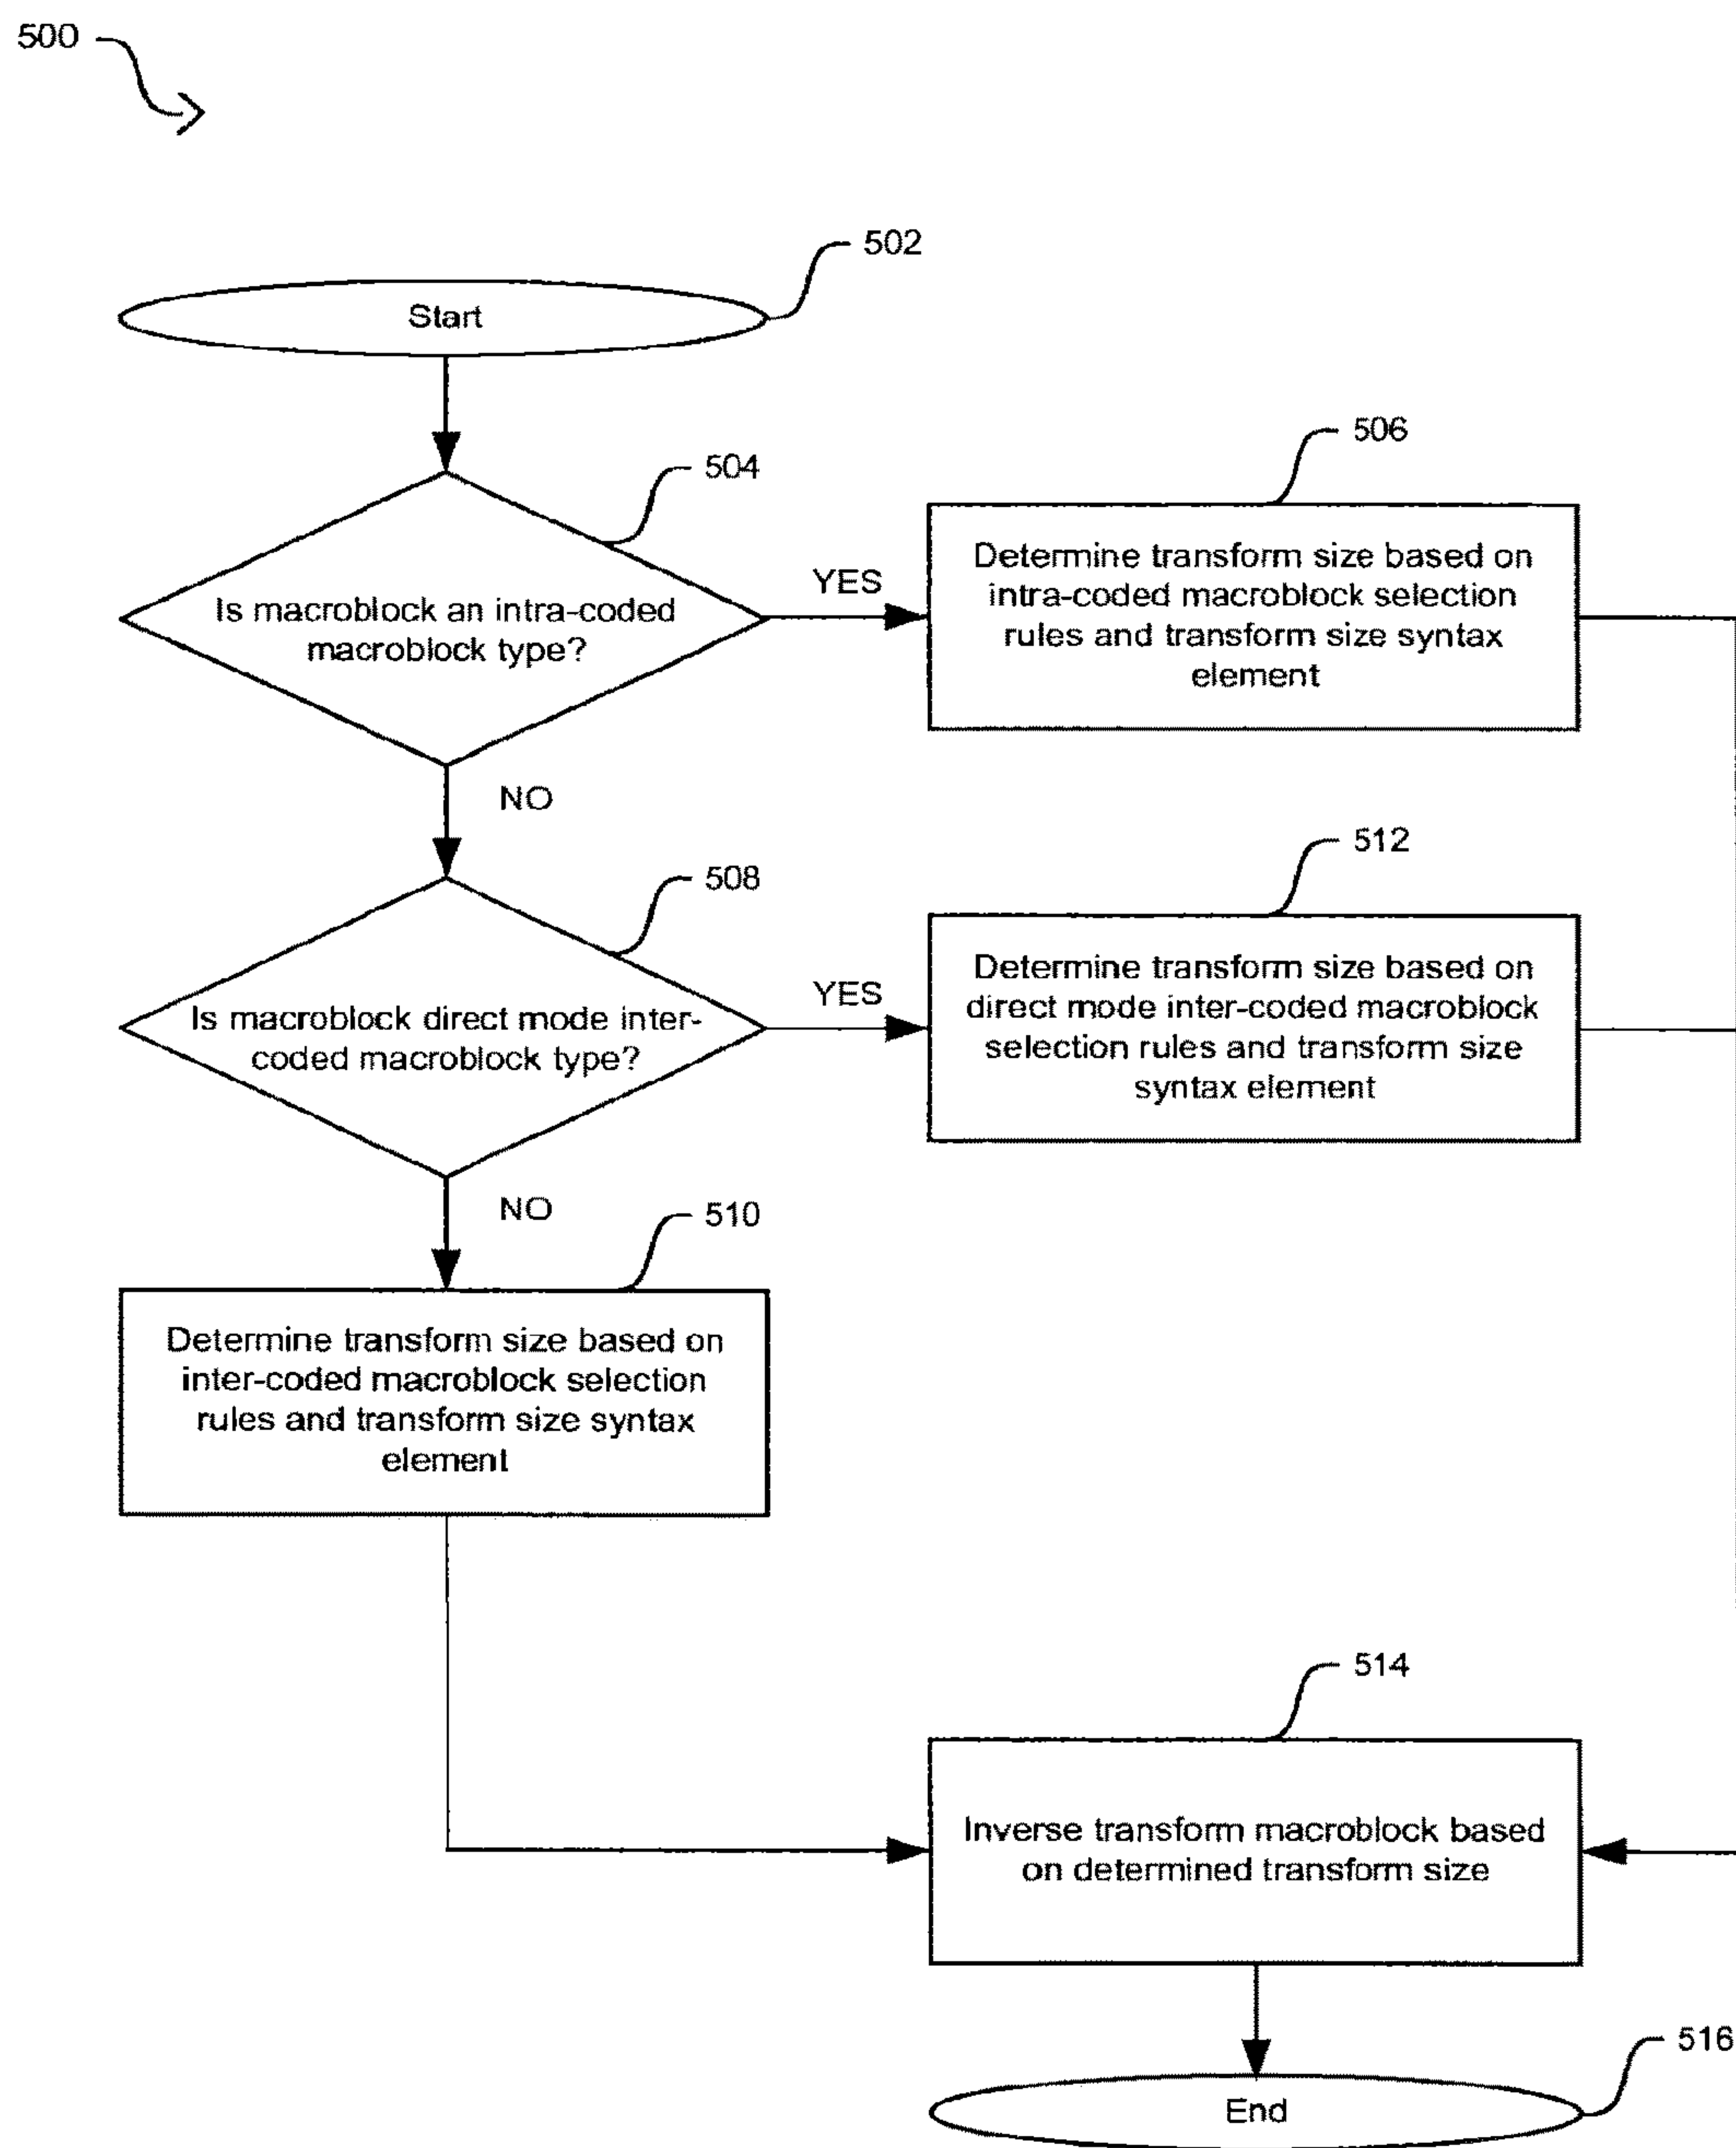 500
502
Start
504
506
Is macroblock an intra-coded
macroblock type?
YES
Determine transform size based on
intra-coded macroblock selection
rules and transform size syntax
element
NO
508
512
Is macroblock direct mode inter-
coded macroblock type?
YES
Determine transform size based on
direct mode inter-coded macroblock
selection rules and transform size
syntax element
NO
510
Determine transform size based on
inter-coded macroblock selection
rules and transform size syntax
element
514
Inverse transform macroblock based
on determined transform size
516
End